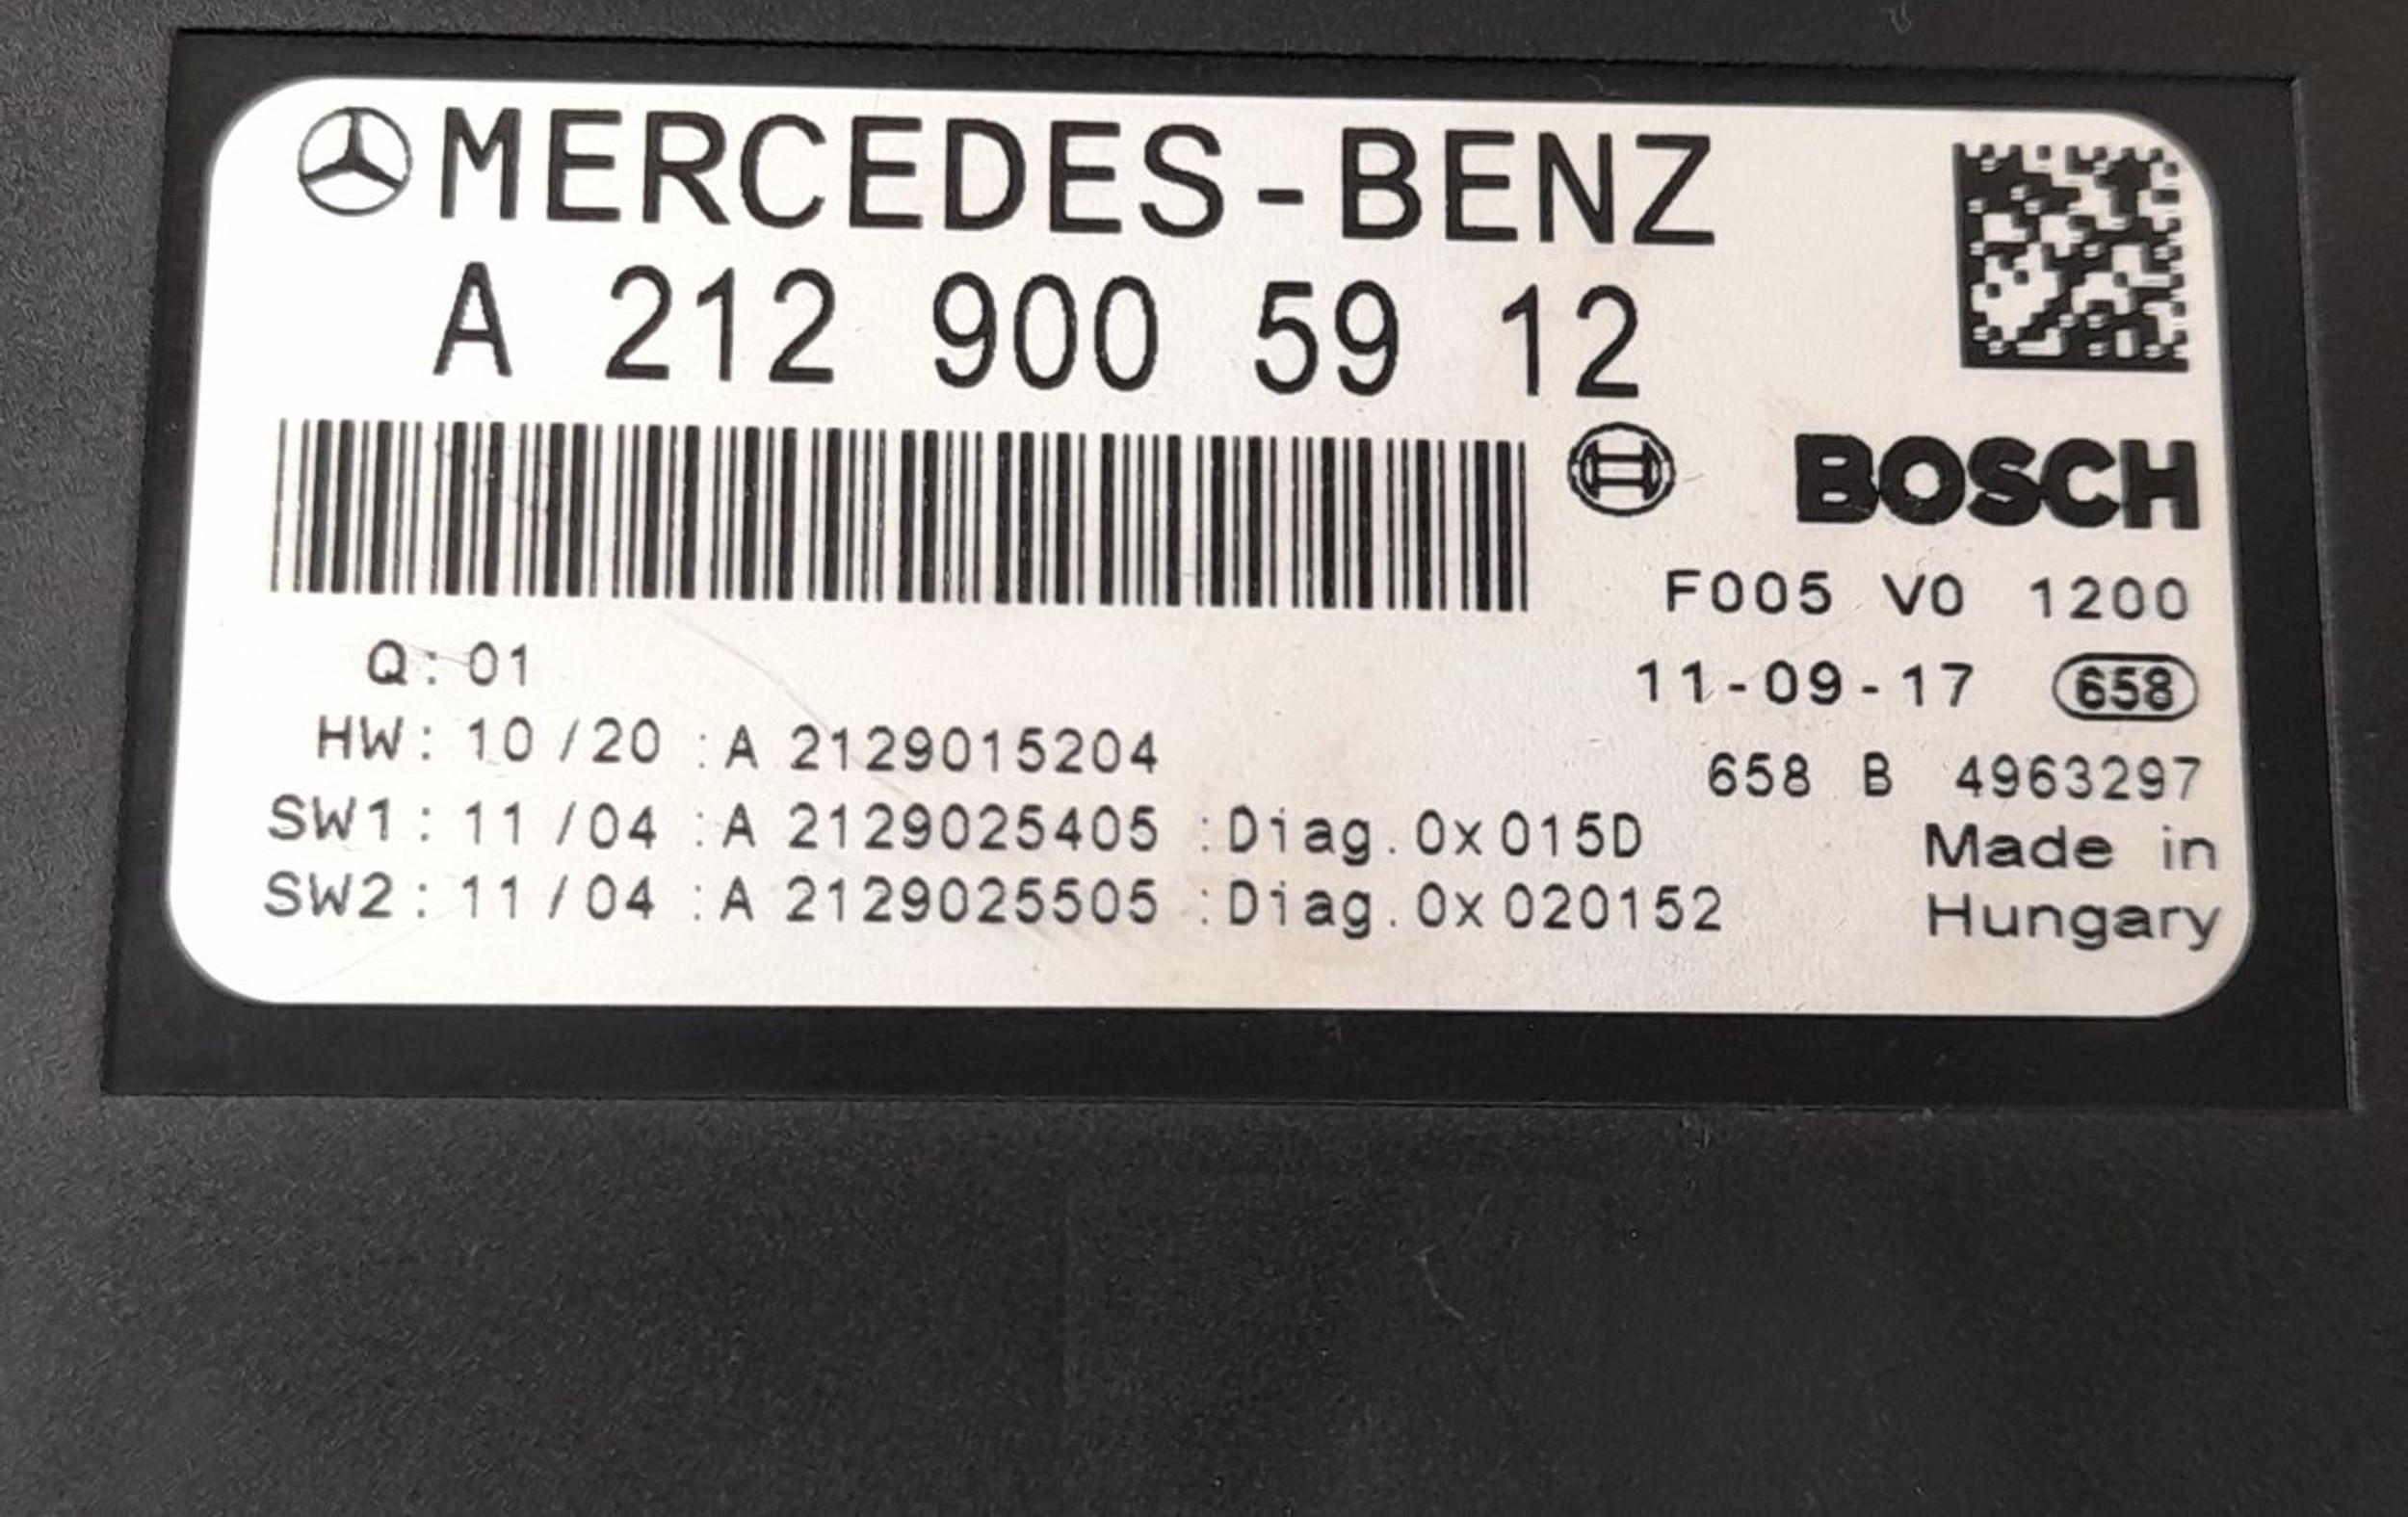 MERCEDES-BENZ
A 212 900 59 12
BOSCH
F005 V0 1200
Q: 01
11-09-17 658
HW: 10/20 :A 2129015204
658 B 4963297
SW1: 11/04 :A 2129025405 :Diag.0x015D
SW2: 11/04 :A 2129025505 :Diag.0x020152
Made in
Hungary